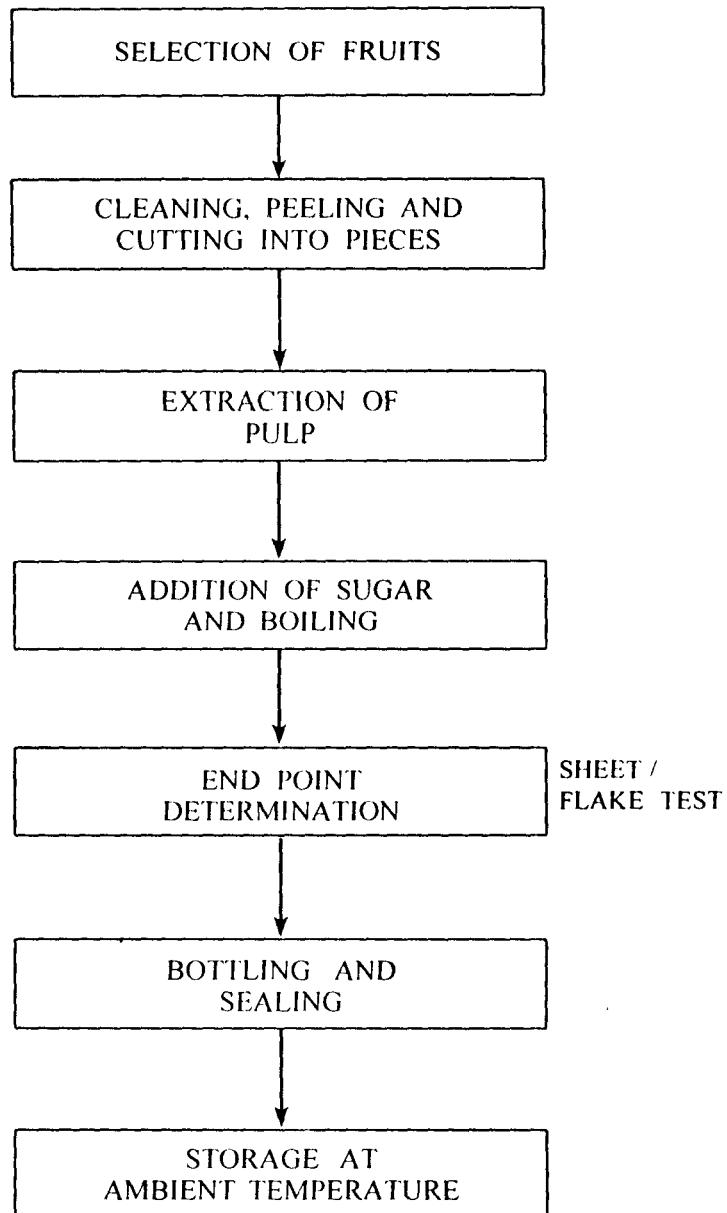 SELECTION OF FRUITS
CLEANING, PEELING AND
CUTTING INTO PIECES
EXTRACTION OF
PULP
ADDITION OF SUGAR
AND BOILING
END POINT
DETERMINATION
SHEET /
FLAKE TEST
BOTTLING AND
SEALING
STORAGE AT
AMBIENT TEMPERATURE